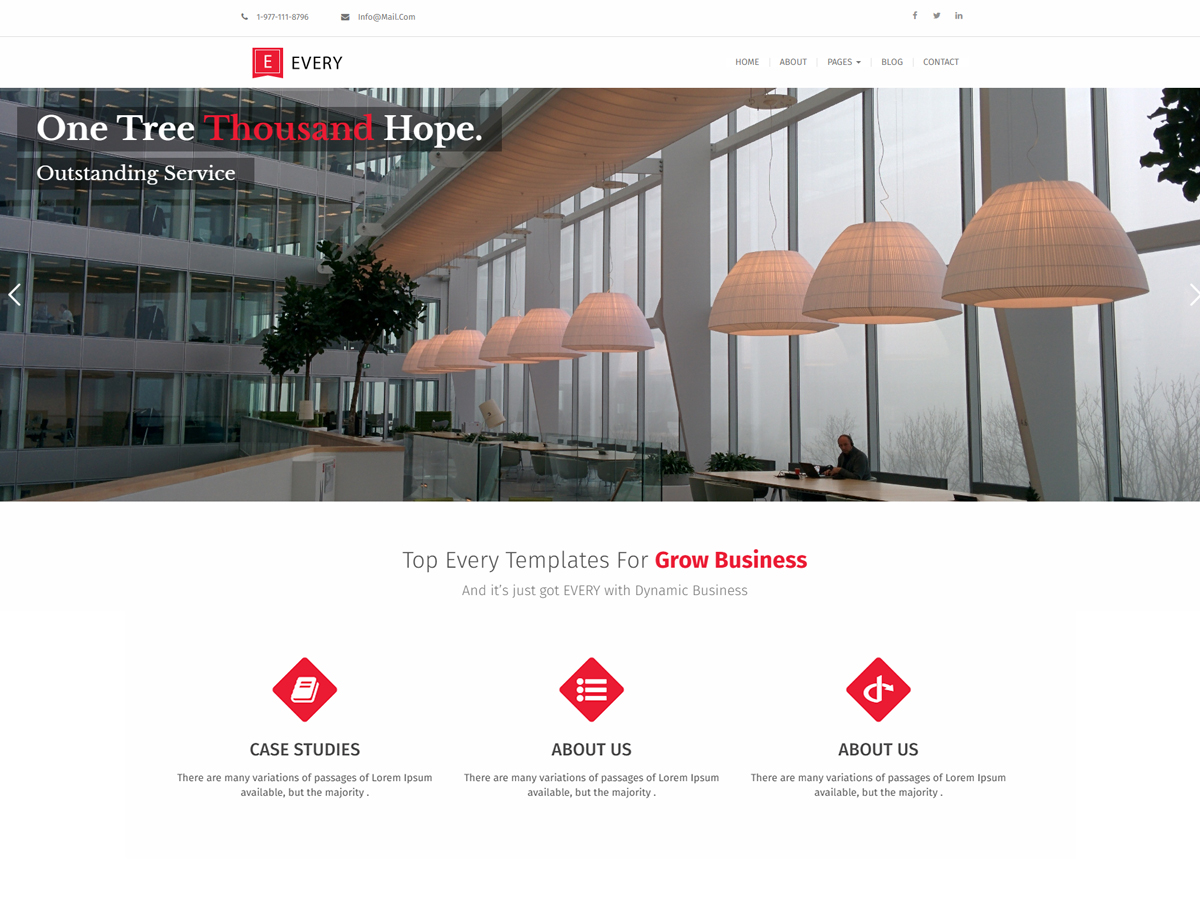 1-977-111-8796 Info@Mail.Com
E EVERY
HOME ABOUT PAGES BLOG CONTACT
One Tree Thousand Hope.
Outstanding Service
Top Every Templates For Grow Business
And it's just got EVERY with Dynamic Business
CASE STUDIES ABOUT US ABOUT US
There are many variations of passages of Lorem Ipsum
available, but the majority .
There are many variations of passages of Lorem Ipsum
available, but the majority .
There are many variations of passages of Lorem Ipsum
available, but the majority .